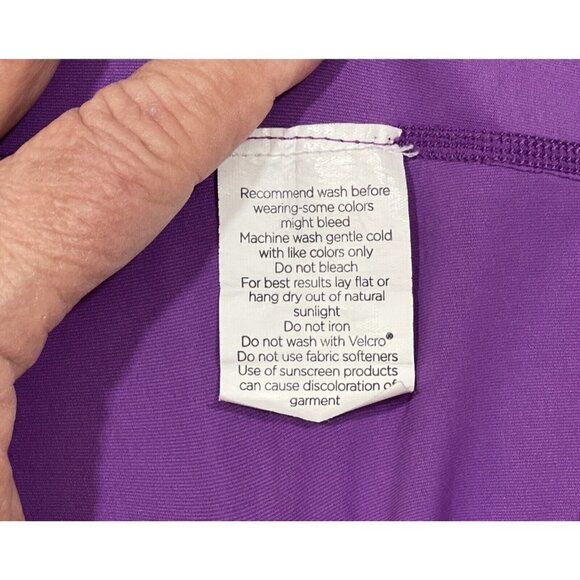 Recommend wash before
wearing-some colors
might bleed
Machine wash gentle cold
with like colors only
Do not bleach
For best results lay flat or
hang dry out of natural
sunlight
Do not iron
Do not wash with Velcro®
Do not use fabric softeners
Use of sunscreen products
can cause discoloration of
garment